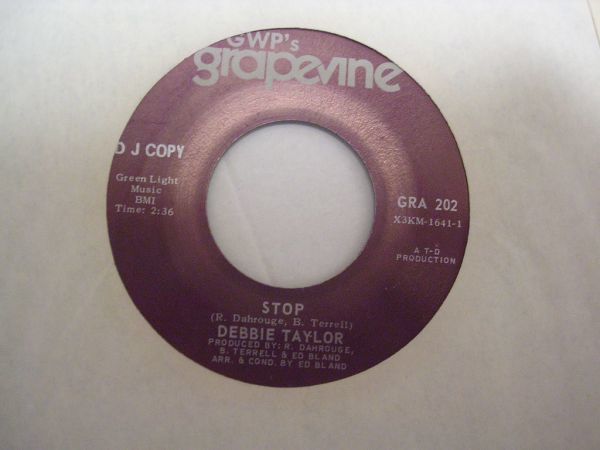 GWP's
grapevine
D J COPY
Green Light
Music
BMI
Time: 2:36
GRA 202
X3KM-1641-1
A T-D
PRODUCTION
STOP
(R. Dahrouge, B. Terrell)
DEBBIE TAYLOR
PRODUCED BY: R. DAHROUGE,
B. TERRELL & ED BLAND
ARR. & COND. BY ED BLAND